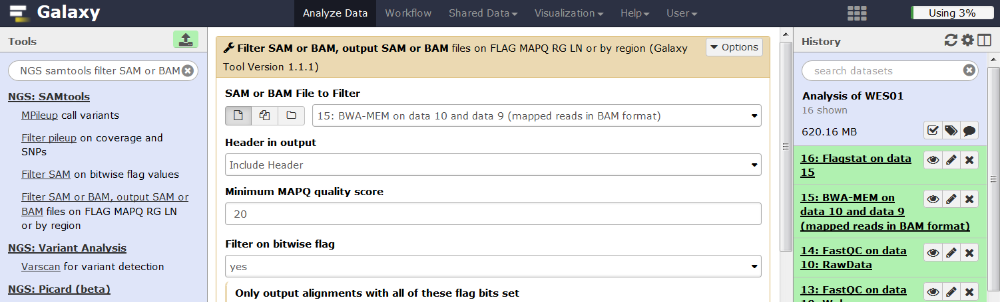 Galaxy
Analyze Data Workflow Shared Data Visualization Help User
Using 3%
Tools
NGS samtools filter SAM or BAM
NGS: SAMtools
MPileup call variants
Filter pileup on coverage and
SNPs
Filter SAM on bitwise flag values
Filter SAM or BAM, output SAM or
BAM files on FLAG MAPQ RG LN
or by region
NGS: Variant Analysis
Varscan for variant detection
NGS: Picard (beta)
Filter SAM or BAM, output SAM or BAM files on FLAG MAPQ RG LN or by region (Galaxy
Tool Version 1.1.1)
Options
SAM or BAM File to Filter
15: BWA-MEM on data 10 and data 9 (mapped reads in BAM format)
Header in output
Include Header
Minimum MAPQ quality score
20
Filter on bitwise flag
yes
Only output alignments with all of these flag bits set
History
search datasets
Analysis of WES01
16 shown
620.16 MB
16: Flagstat on data
15
15: BWA-MEM on
data 10 and data 9
(mapped reads in BAM format)
14: FastQC on data
10: RawData
13: FastQC on data